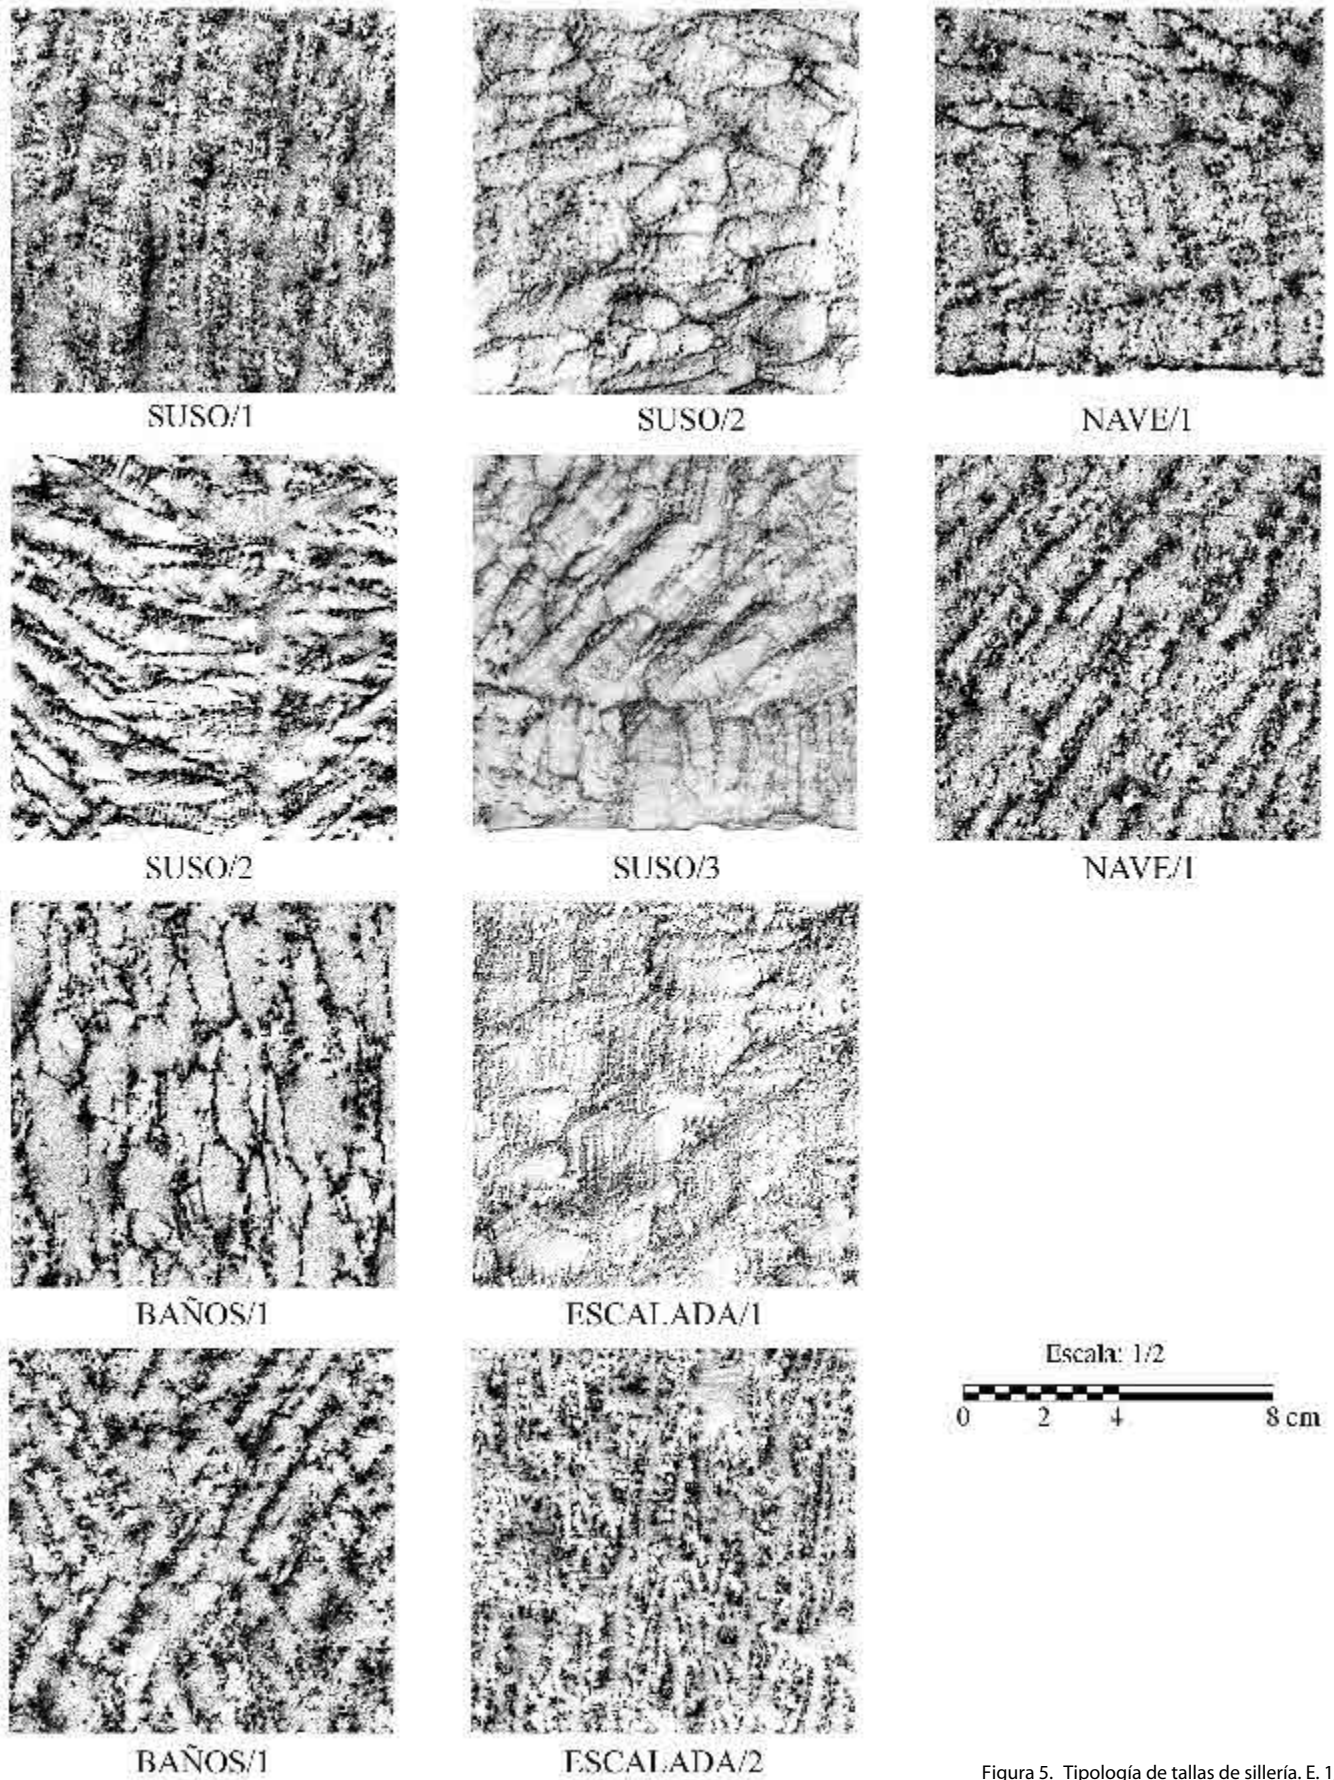 SUSO/1
SUSO/2
NAVE/1
SUSO/2
SUSO/3
NAVE/1
BAÑOS/1
ESCALADA/1
Escala: 1/2
0 2 4 8 cm
BAÑOS/1
ESCALADA/2
Figura 5. Tipología de tallas de sillería. E. 1